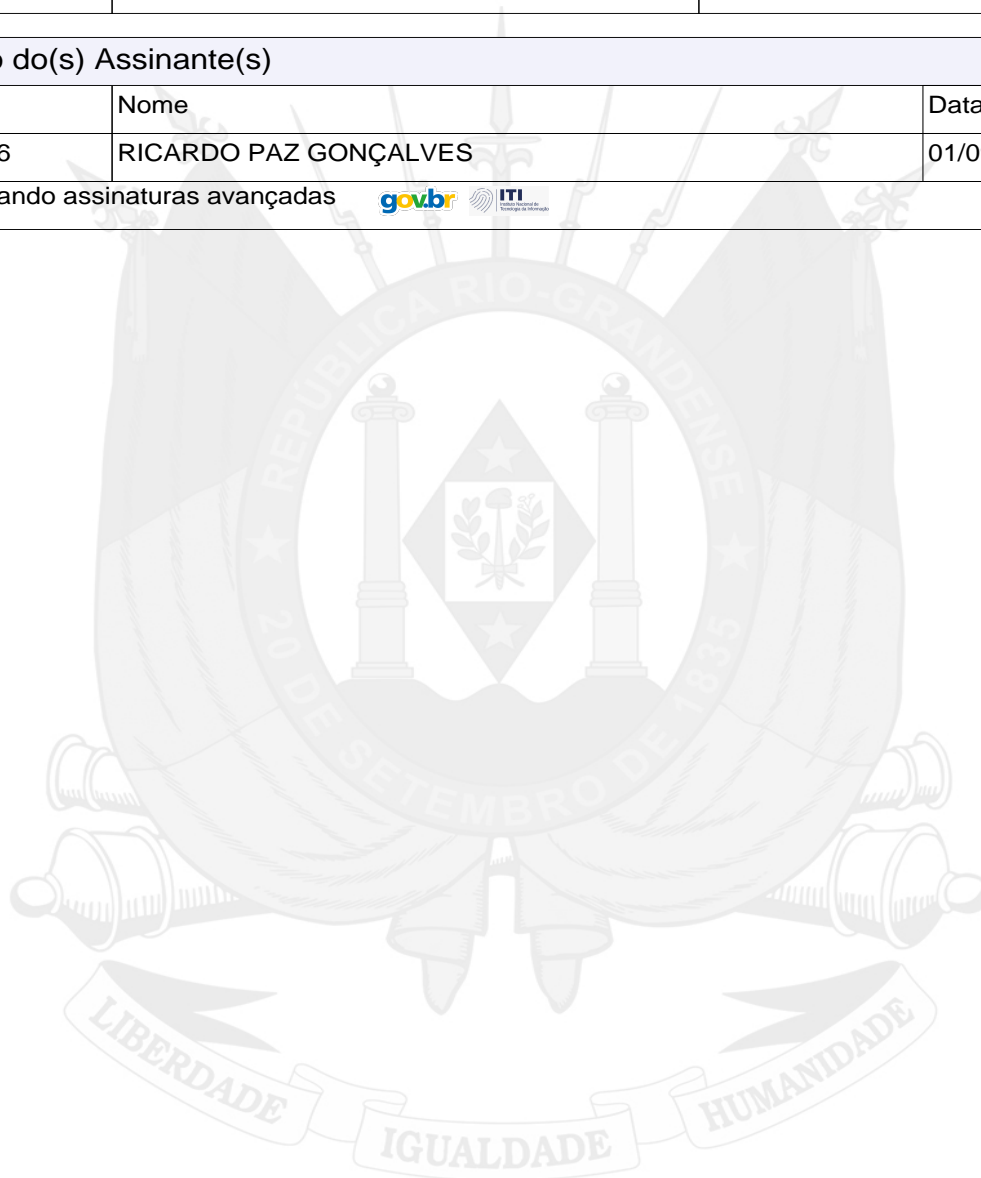 o do(s) Assinante(s)
Nome Data
6 RICARDO PAZ GONÇALVES 01/0
ando assinaturas avançadas gov.br ITI
REPÚBLICA RIO-GRANDENSE
20 DE SETEMBRO DE 1835
LIBERDADE
IGUALDADE
HUMANIDADE